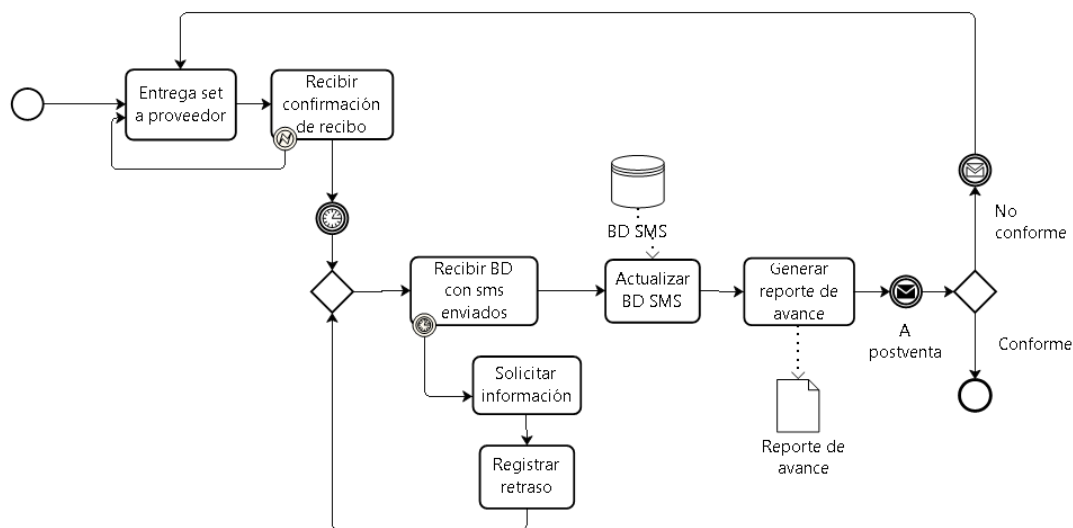 Entrega set
a proveedor
Recibir
confirmación
de recibo
BD SMS
Recibir BD
con sms
enviados
Actualizar
BD SMS
Generar
reporte de
avance
A
postventa
No
conforme
Conforme
Solicitar
información
Registrar
retraso
Reporte de
avance